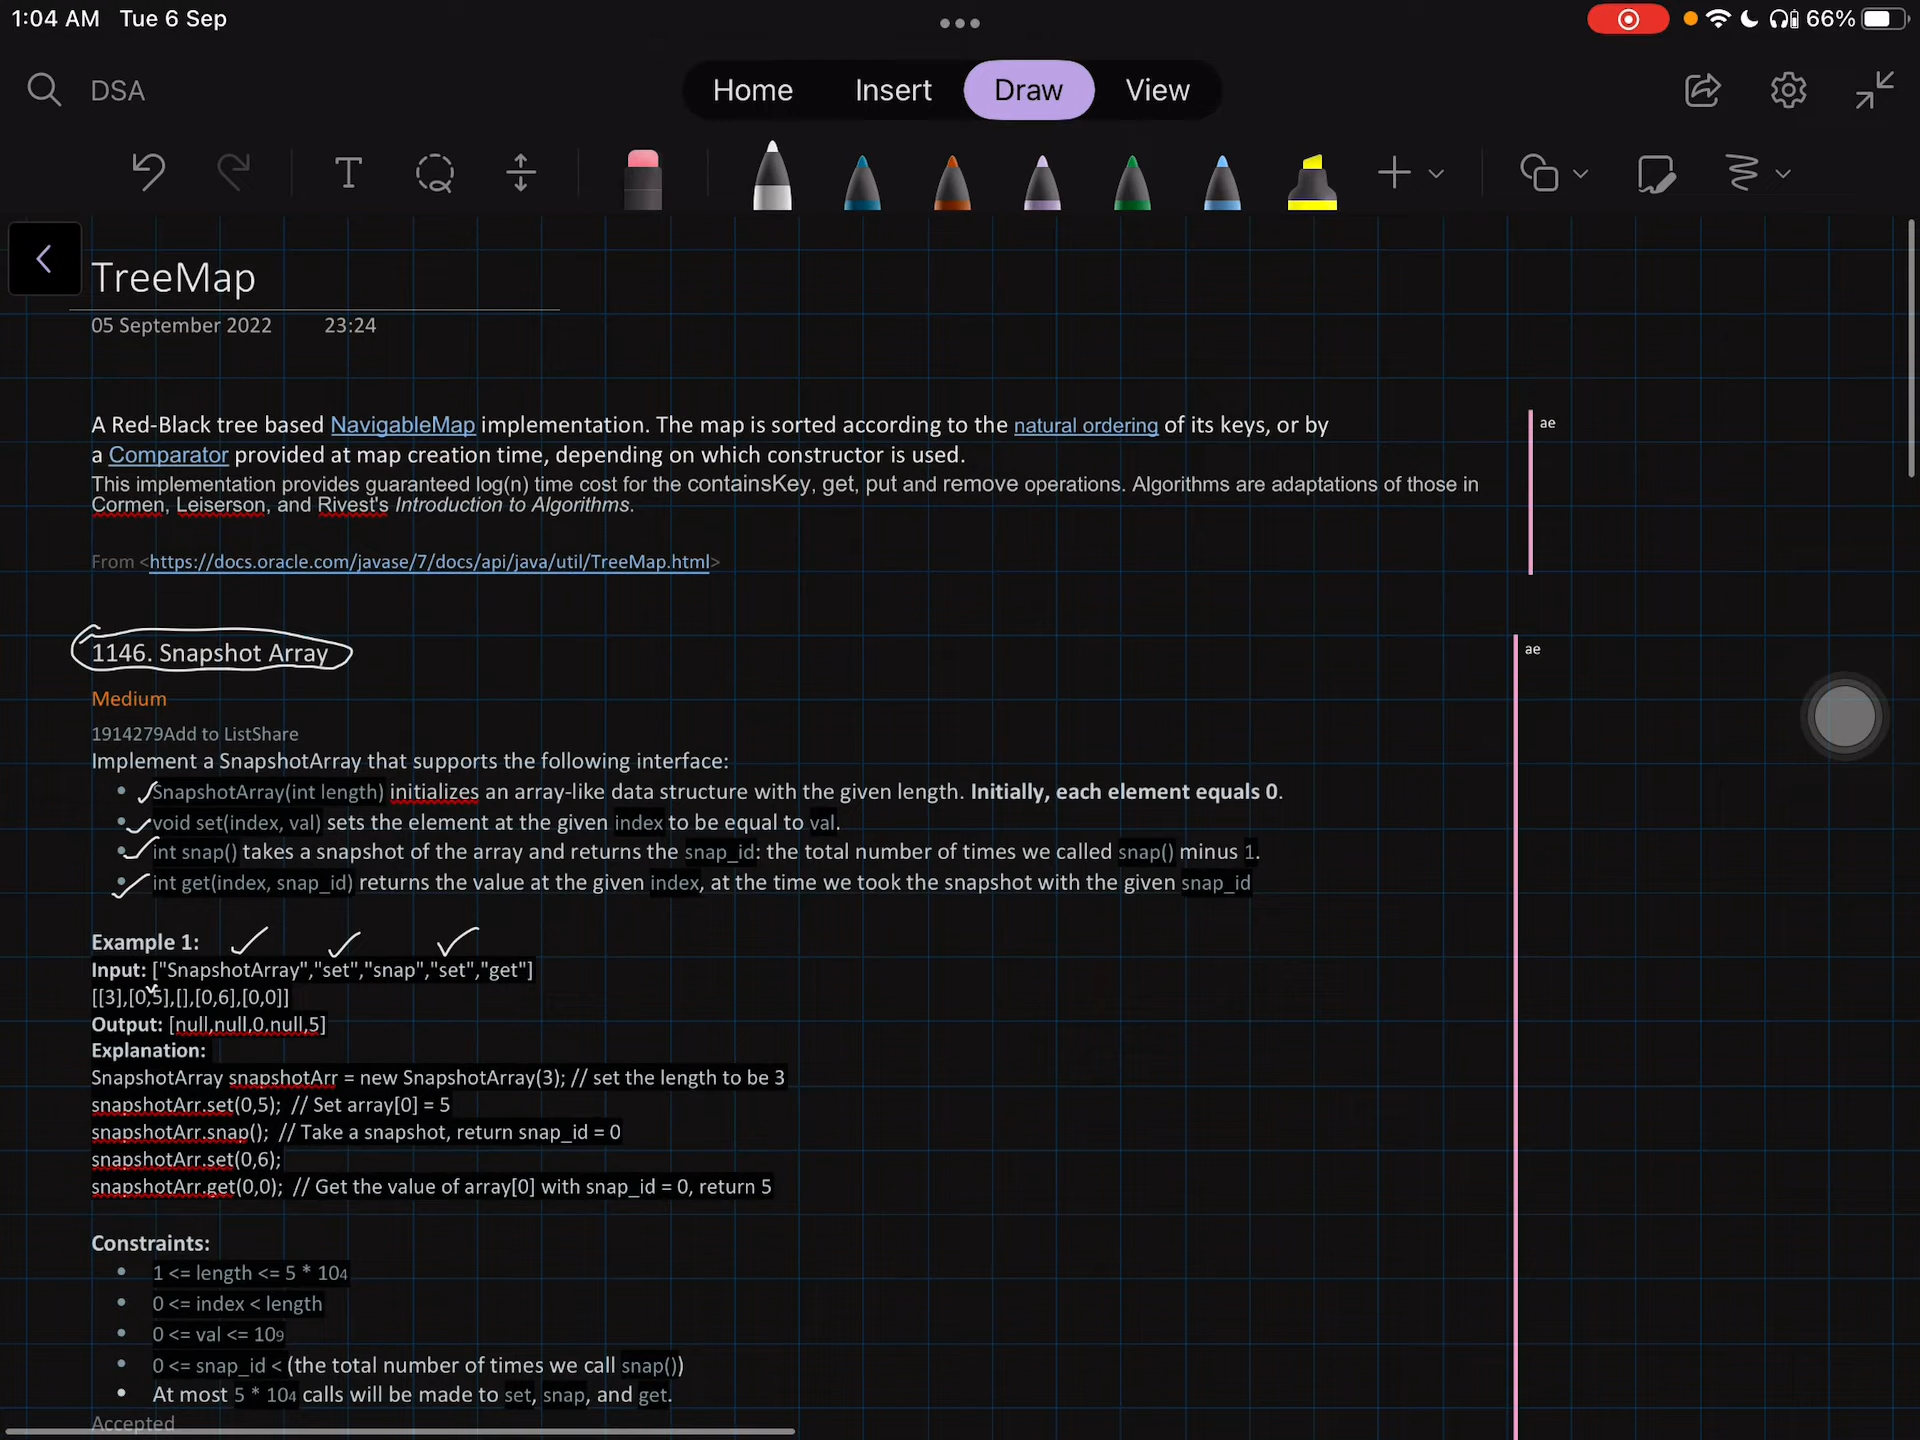 1:04 AM Tue 6 Sep
66%
DSA
Home Insert Draw View
T
TreeMap
05 September 2022 23:24
A Red-Black tree based NavigableMap implementation. The map is sorted according to the natural ordering of its keys, or by
a Comparator provided at map creation time, depending on which constructor is used.
This implementation provides guaranteed log(n) time cost for the containsKey, get, put and remove operations. Algorithms are adaptations of those in
Cormen, Leiserson, and Rivest's Introduction to Algorithms.
ae
From <https://docs.oracle.com/javase/7/docs/api/java/util/TreeMap.html>
1146. Snapshot Array
ae
Medium
1914279Add to ListShare
Implement a SnapshotArray that supports the following interface:
• SnapshotArray(int length) initializes an array-like data structure with the given length. Initially, each element equals 0.
• void set(index, val) sets the element at the given index to be equal to val.
• int snap() takes a snapshot of the array and returns the snap_id: the total number of times we called snap() minus 1.
• int get(index, snap_id) returns the value at the given index, at the time we took the snapshot with the given snap_id
Example 1:
Input: ["SnapshotArray","set","snap","set","get"]
[[3],[0,5],[],[0,6],[0,0]]
Output: [null,null,0,null,5]
Explanation:
SnapshotArray snapshotArr = new SnapshotArray(3); // set the length to be 3
snapshotArr.set(0,5); // Set array[0] = 5
snapshotArr.snap(); // Take a snapshot, return snap_id = 0
snapshotArr.set(0,6);
snapshotArr.get(0,0); // Get the value of array[0] with snap_id = 0, return 5
Constraints:
• 1 <= length <= 5 * 104
• 0 <= index < length
• 0 <= val <= 109
• 0 <= snap_id < (the total number of times we call snap())
• At most 5 * 104 calls will be made to set, snap, and get.
Accepted